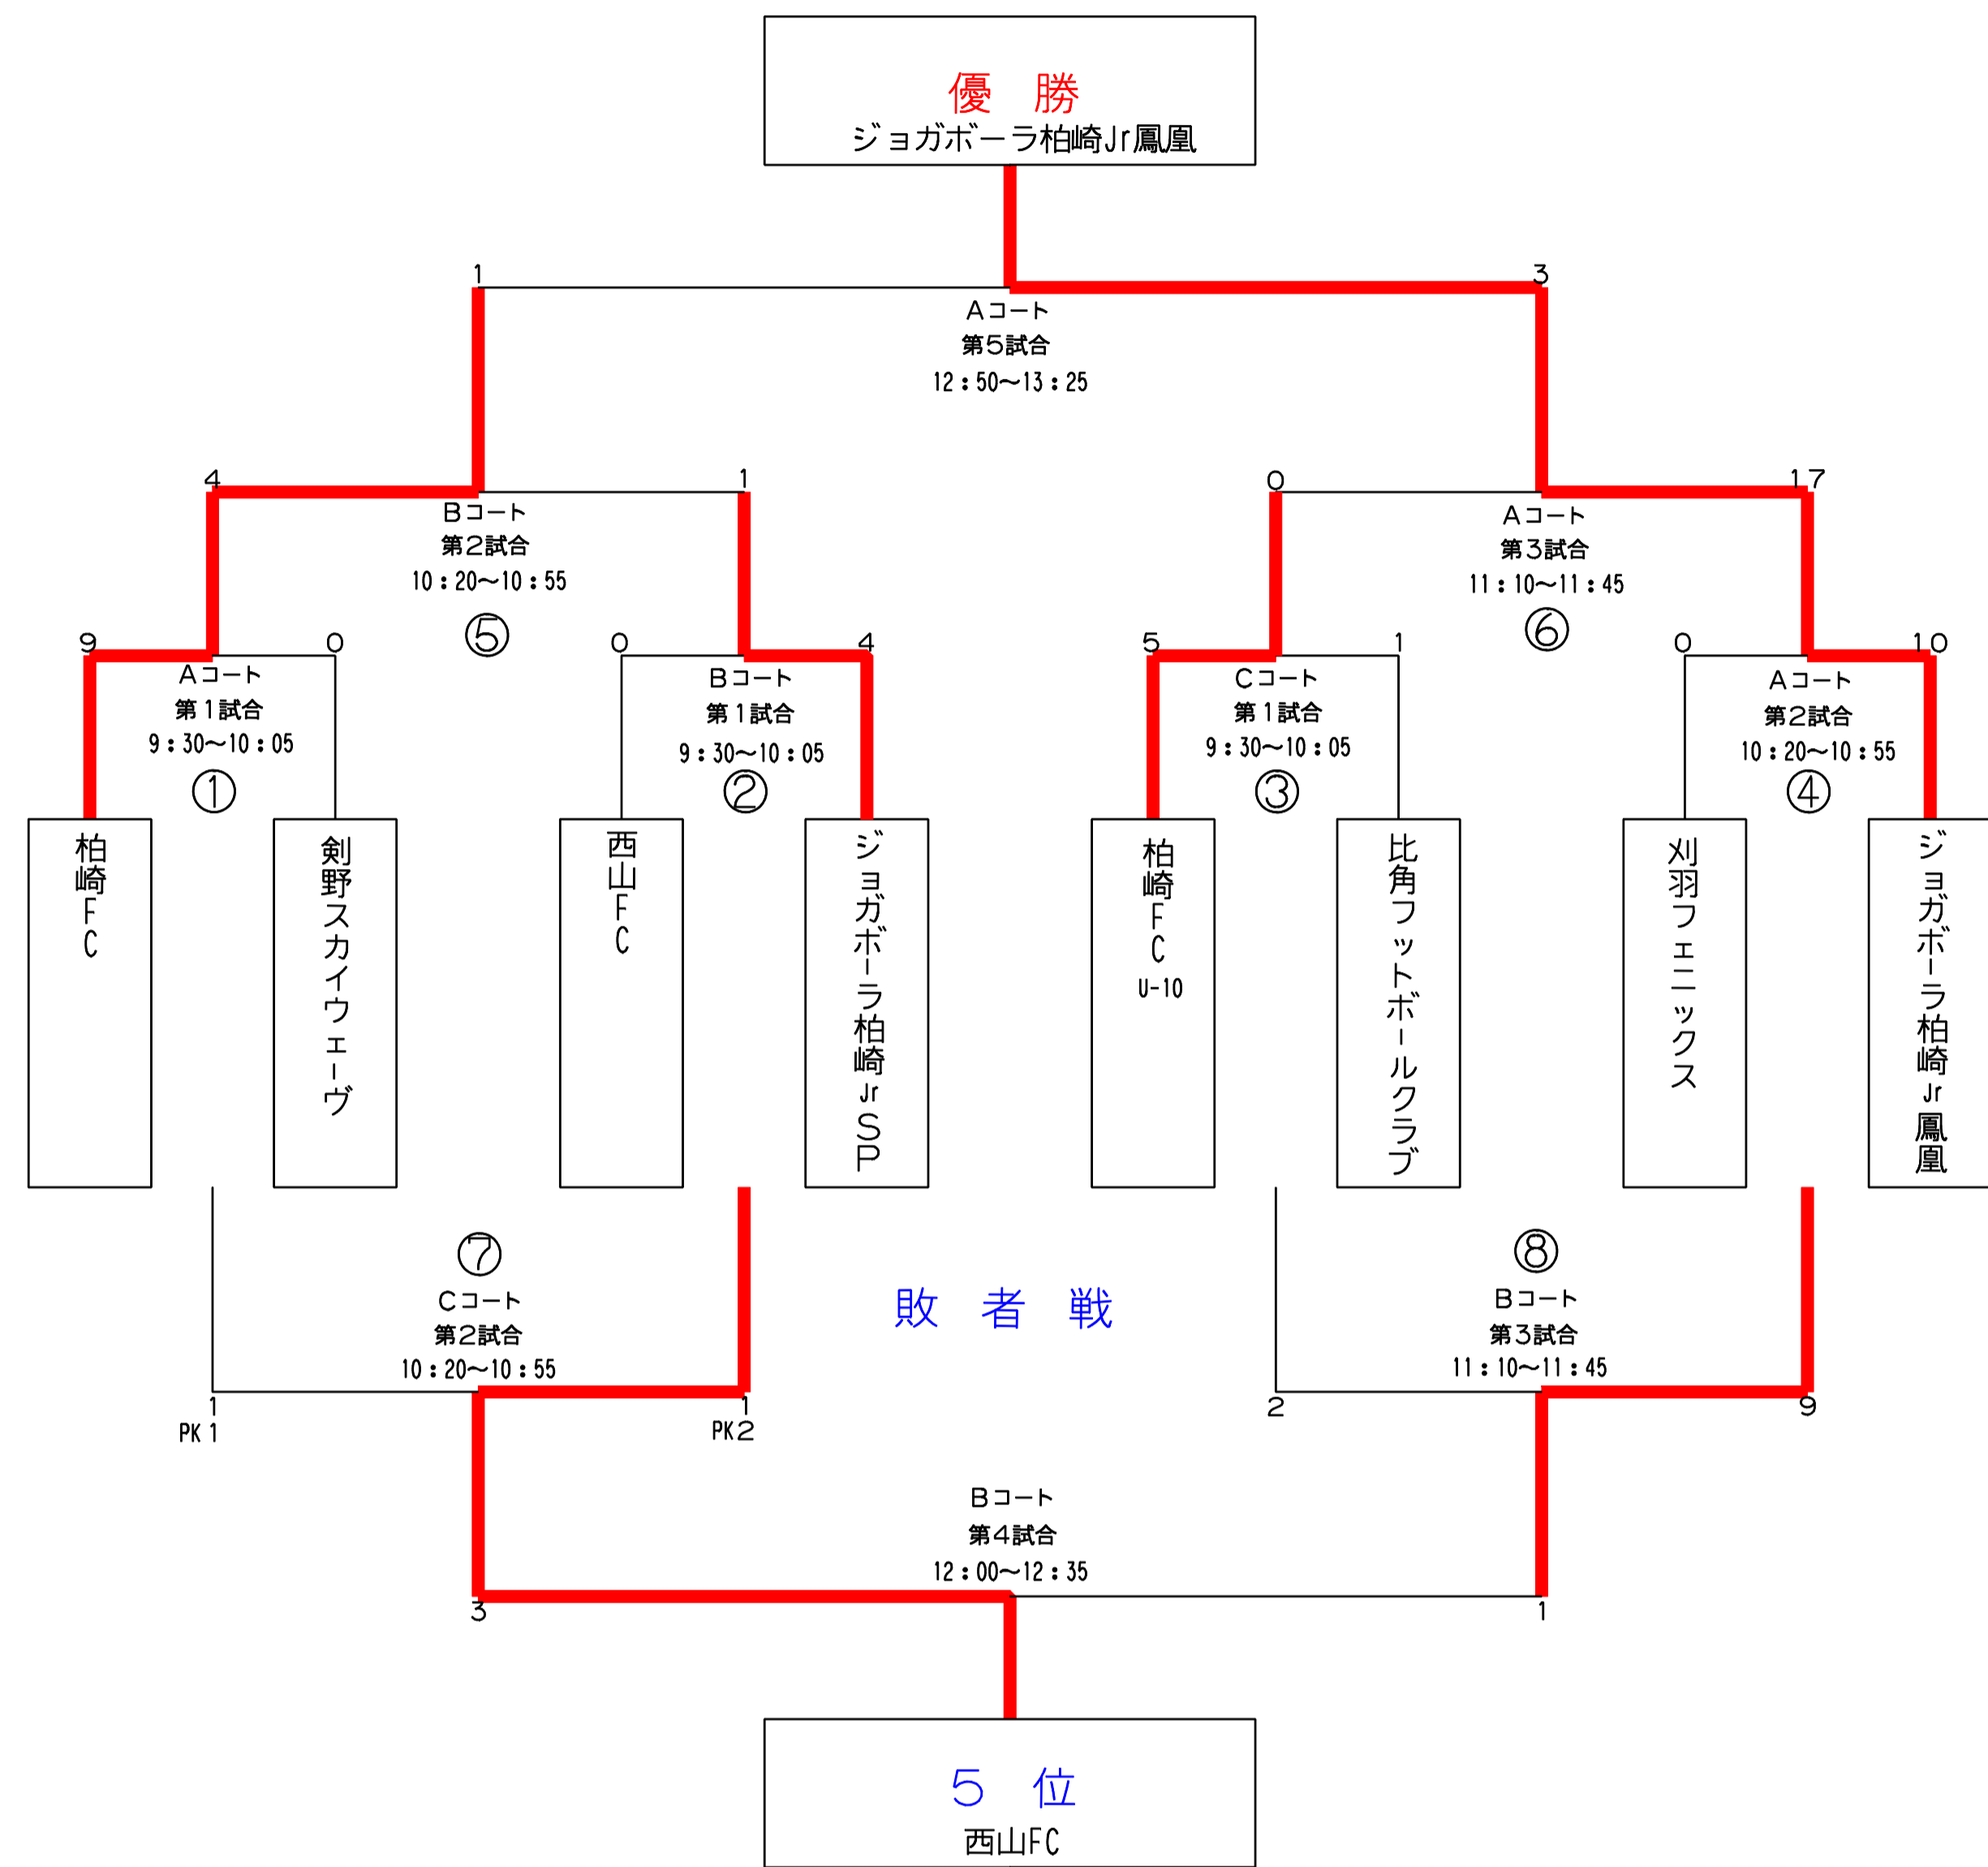 優 勝
ジョガボーラ柏崎Jr鳳凰
1
3
Aコート
第5試合
12:50～13:25
4
1
0
17
Bコート
第2試合
10:20～10:55
⑤
Aコート
第3試合
11:10～11:45
⑥
9
0
0
4
5
1
0
10
Aコート
第1試合
9:30～10:05
①
Bコート
第1試合
9:30～10:05
②
Cコート
第1試合
9:30～10:05
③
Aコート
第2試合
10:20～10:55
④
柏崎FC
剣野スカイウェーヴ
西山FC
ジョガボーラ柏崎JrSP
柏崎FC
U-10
比角フットボールクラブ
刈羽フェニックス
ジョガボーラ柏崎Jr鳳凰
⑦
Cコート
第2試合
10:20～10:55
敗 者 戦
⑧
Bコート
第3試合
11:10～11:45
1
PK1
1
PK2
2
9
Bコート
第4試合
12:00～12:35
3
1
5 位
西山FC